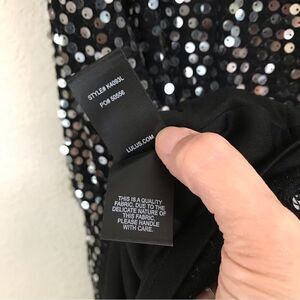 STYLE# K4093L
PO# 50556
LULUS.COM
THIS IS A QUALITY
FABRIC. DUE TO THE
DELICATE NATURE OF
THIS FABRIC,
PLEASE HANDLE
WITH CARE.